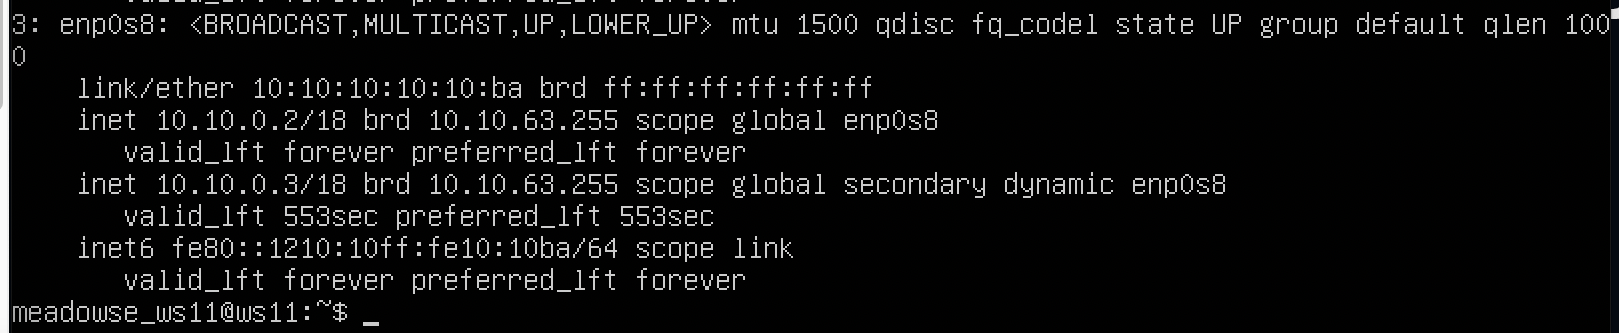 3: enp0s8: <BROADCAST,MULTICAST,UP,LOWER_UP> mtu 1500 qdisc fq_codel state UP group default qlen 100
0
link/ether 10:10:10:10:10:ba brd ff:ff:ff:ff:ff:ff
inet 10.10.0.2/18 brd 10.10.63.255 scope global enp0s8
valid_lft forever preferred_lft forever
inet 10.10.0.3/18 brd 10.10.63.255 scope global secondary dynamic enp0s8
valid_lft 553sec preferred_lft 553sec
inet6 fe80::1210:10ff:fe10:10ba/64 scope link
valid_lft forever preferred_lft forever
meadowse_ws11@ws11:~$ _